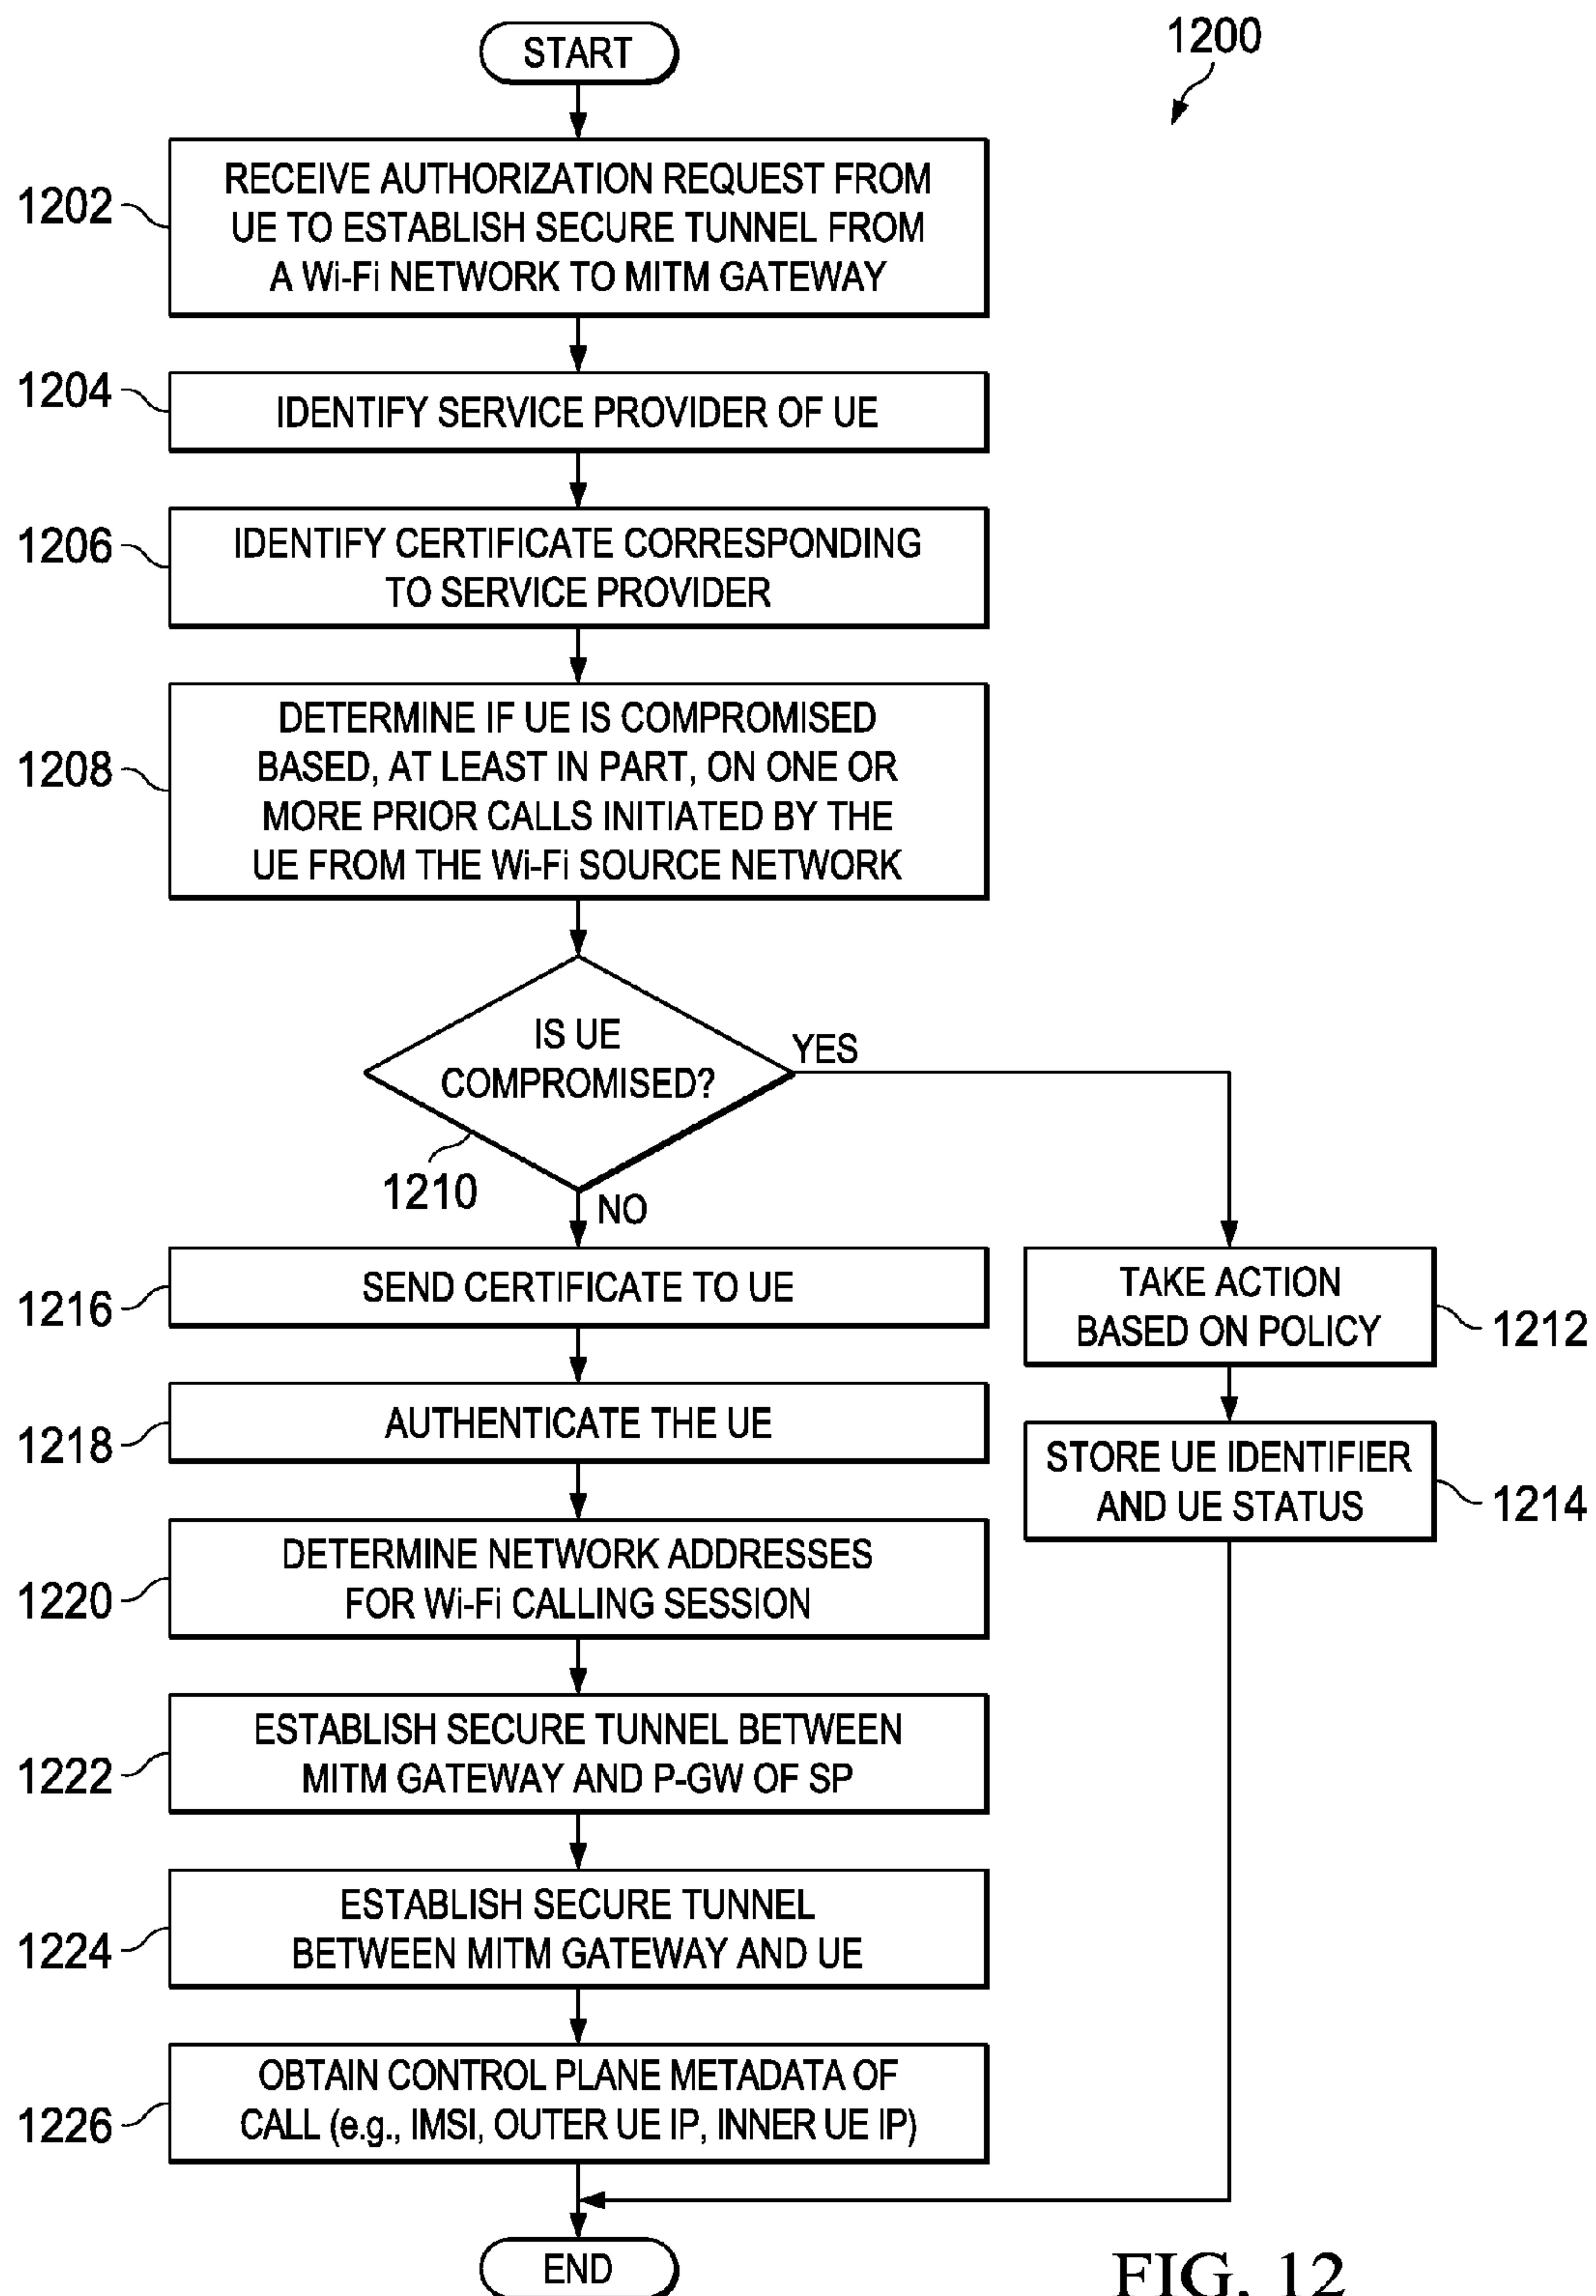 START
1200
1202
RECEIVE AUTHORIZATION REQUEST FROM
UE TO ESTABLISH SECURE TUNNEL FROM
A Wi-Fi NETWORK TO MITM GATEWAY
1204
IDENTIFY SERVICE PROVIDER OF UE
1206
IDENTIFY CERTIFICATE CORRESPONDING
TO SERVICE PROVIDER
1208
DETERMINE IF UE IS COMPROMISED
BASED, AT LEAST IN PART, ON ONE OR
MORE PRIOR CALLS INITIATED BY THE
UE FROM THE Wi-Fi SOURCE NETWORK
IS UE
COMPROMISED?
YES
1210
NO
1216
SEND CERTIFICATE TO UE
TAKE ACTION
BASED ON POLICY
1212
1218
AUTHENTICATE THE UE
STORE UE IDENTIFIER
AND UE STATUS
1214
1220
DETERMINE NETWORK ADDRESSES
FOR Wi-Fi CALLING SESSION
1222
ESTABLISH SECURE TUNNEL BETWEEN
MITM GATEWAY AND P-GW OF SP
1224
ESTABLISH SECURE TUNNEL
BETWEEN MITM GATEWAY AND UE
1226
OBTAIN CONTROL PLANE METADATA OF
CALL (e.g., IMSI, OUTER UE IP, INNER UE IP)
END
FIG. 12